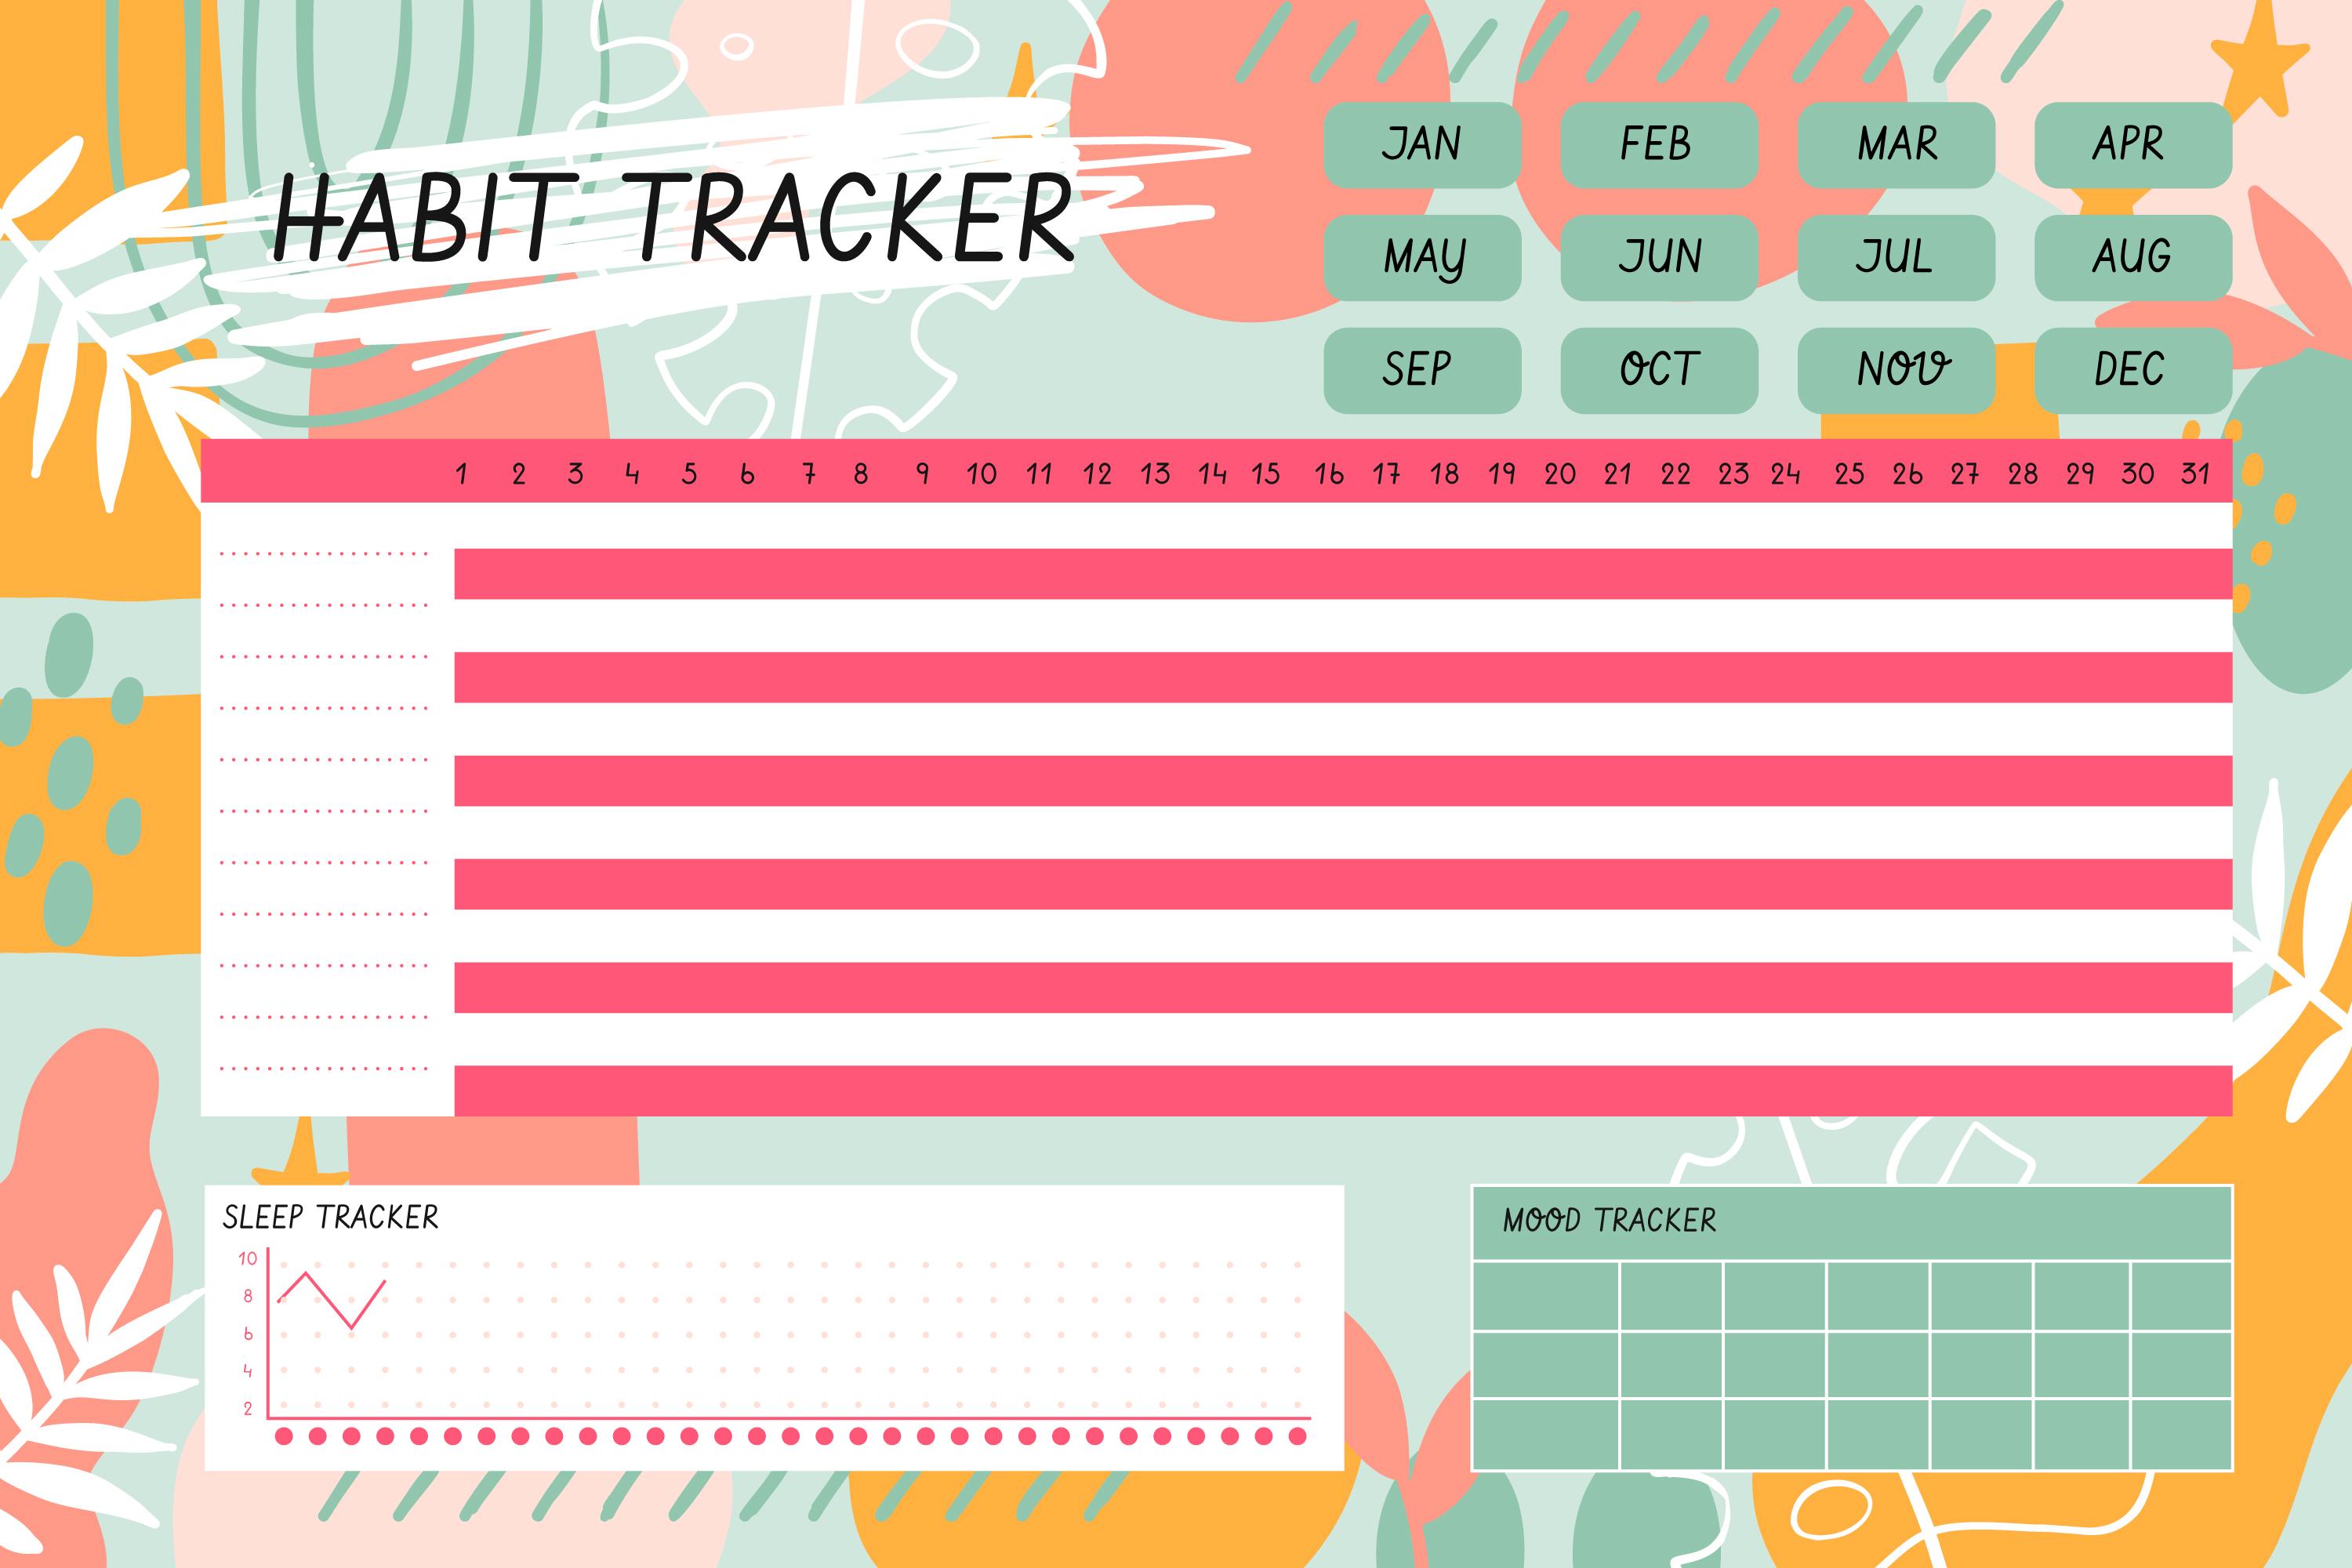 HABIT TRACKER
JAN FEB MAR APR
MAY JUN JUL AUG
SEP OCT NOV DEC
1 2 3 4 5 6 7 8 9 10 11 12 13 14 15 16 17 18 19 20 21 22 23 24 25 26 27 28 29 30 31
SLEEP TRACKER
10
8
6
4
2
MOOD TRACKER